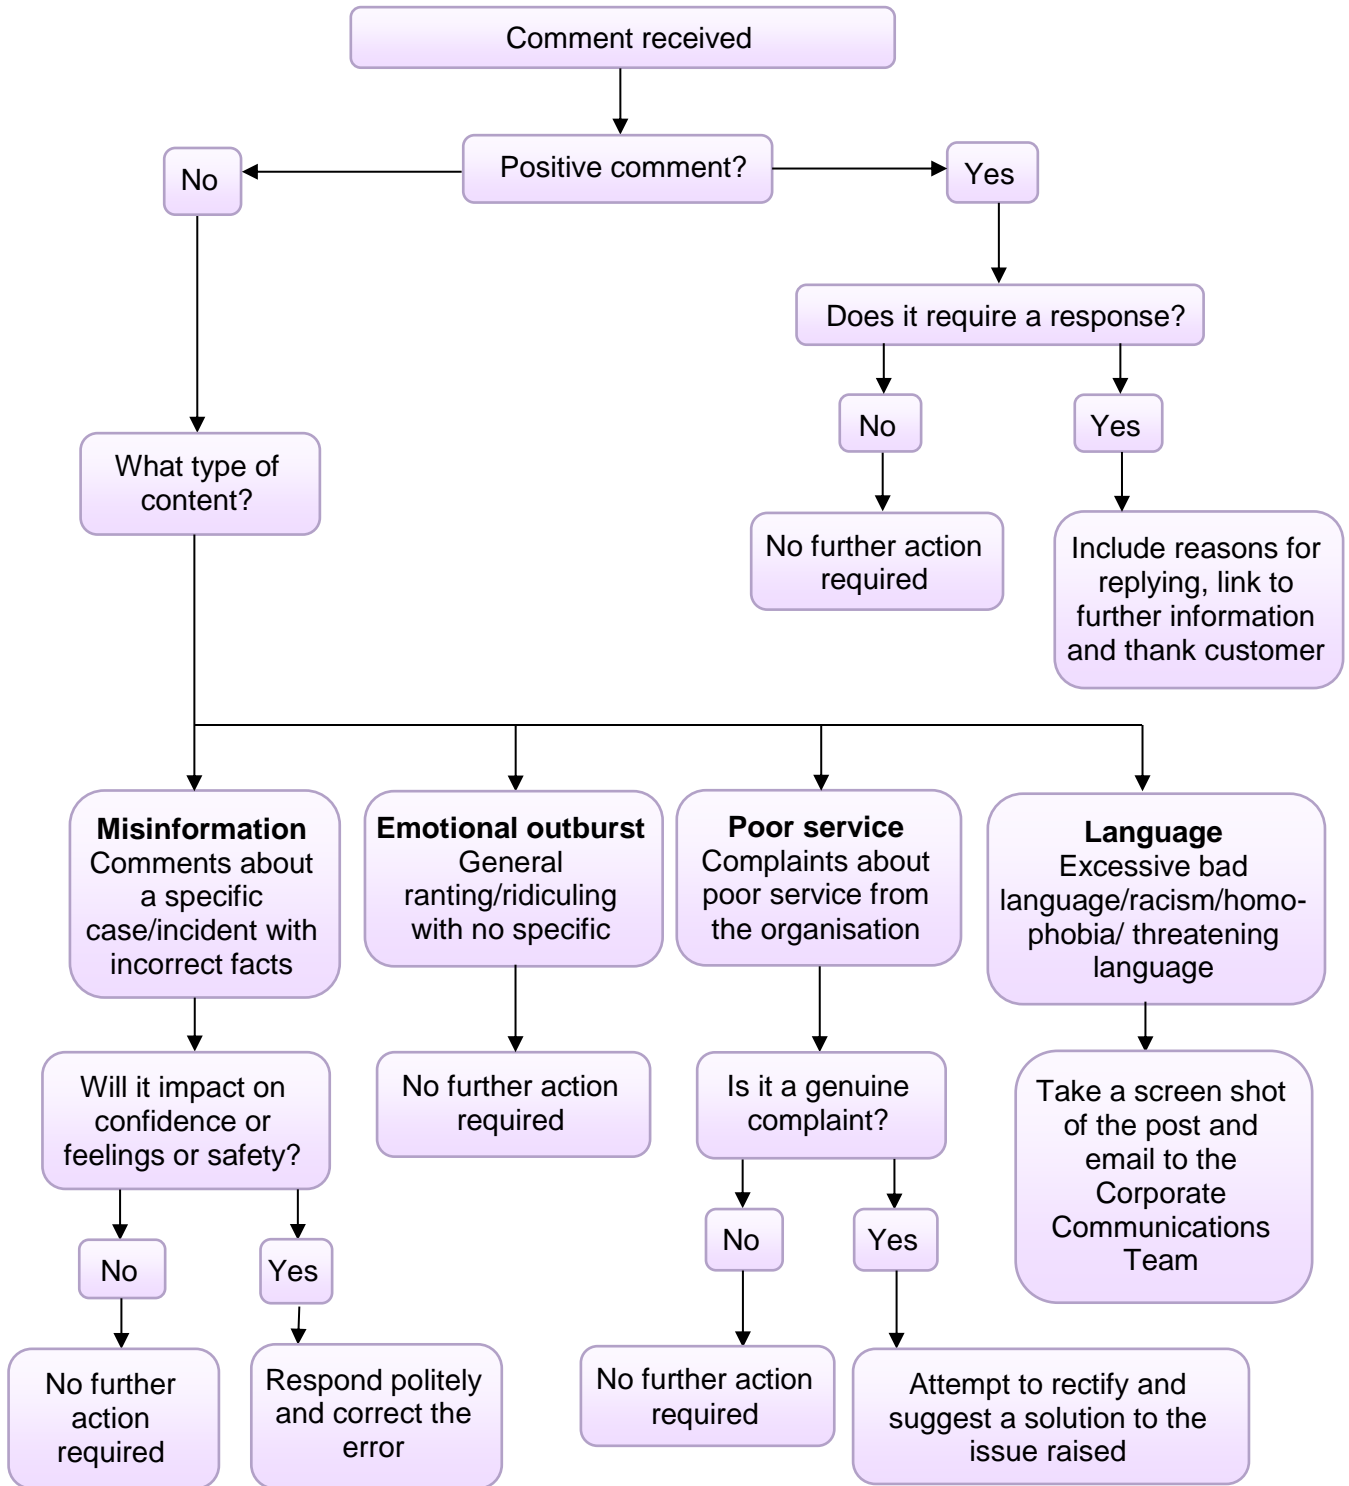 Comment received
Positive comment?
No
Yes
Does it require a response?
No
Yes
What type of
content?
No further action
required
Include reasons for
replying, link to
further information
and thank customer
Misinformation
Comments about
a specific
case/incident with
incorrect facts
Emotional outburst
General
ranting/ridiculing
with no specific
Poor service
Complaints about
poor service from
the organisation
Language
Excessive bad
language/racism/homo-
phobia/ threatening
language
Will it impact on
confidence or
feelings or safety?
No further action
required
Is it a genuine
complaint?
Take a screen shot
of the post and
email to the
Corporate
Communications
Team
No
Yes
No
Yes
No further
action
required
Respond politely
and correct the
error
No further action
required
Attempt to rectify and
suggest a solution to the
issue raised